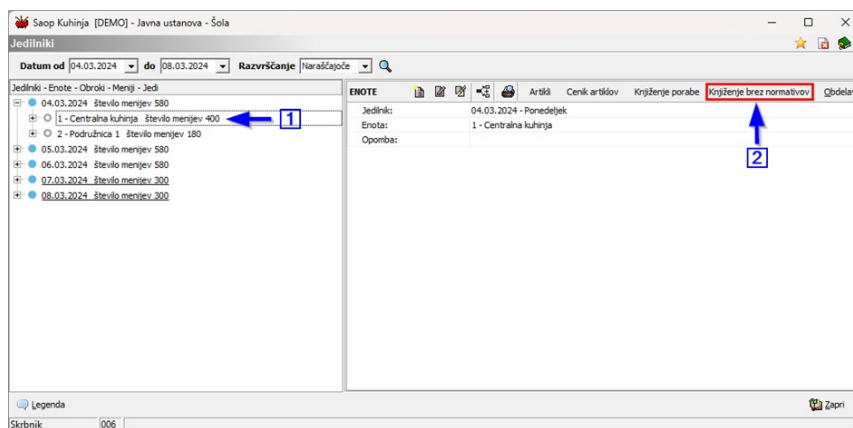 Saop Kuhinja [DEMO] - Javna ustanova - Šola
Jedilniki
Datum od 04.03.2024 do 08.03.2024 Razvrščanje Naraščajoče
Jedilniki - Enote - Obroki - Meniji - Jedi
04.03.2024 število menijev 580
1 - Centralna kuhinja število menijev 400
1
2 - Podružnica 1 število menijev 180
05.03.2024 število menijev 580
06.03.2024 število menijev 580
07.03.2024 število menijev 300
08.03.2024 število menijev 300
ENOTE Artikli Cenik artiklov Knjiženje porabe Knjiženje brez normativov Obdelav
Jedilnik: 04.03.2024 - Ponedeljek
Enota: 1 - Centralna kuhinja
Opomba:
2
Legenda Zapri
Skrbnik 006